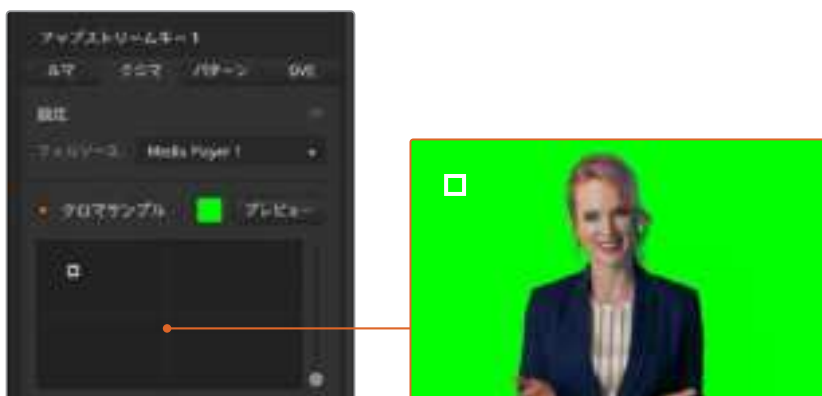 アップストリームキー 1
ルマ クロマ パターン DVE
設定
フィルソース Media Player 1
クロマサンプル プレビュー